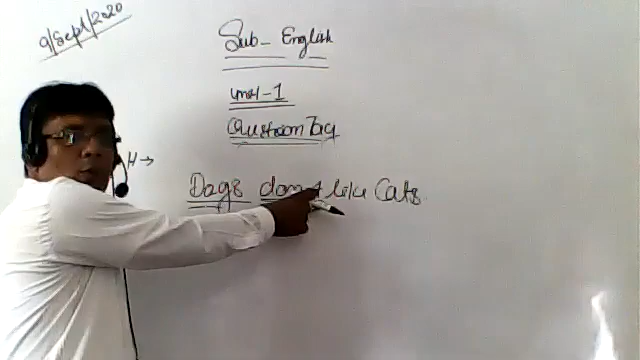 9/Sept/2020
Sub- English
Unit-1
Question Tag
H →
Dogs don't like Cats